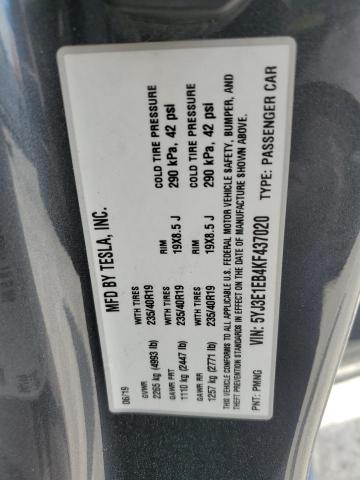 MFD BY TESLA, INC.
06/19
GVWR WITH TIRES RIM COLD TIRE PRESSURE
2265 kg (4993 lb) 235/40R19 19X8.5 J 290 kPa, 42 psi
GAWR FRT WITH TIRES RIM COLD TIRE PRESSURE
1110 kg (2447 lb) 235/40R19 19X8.5 J 290 kPa, 42 psi
GAWR RR WITH TIRES
1257 kg (2771 lb) 235/40R19
THIS VEHICLE CONFORMS TO ALL APPLICABLE U.S. FEDERAL MOTOR VEHICLE SAFETY, BUMPER, AND
THEFT PREVENTION STANDARDS IN EFFECT ON THE DATE OF MANUFACTURE SHOWN ABOVE.
VIN: 5YJ3E1EB4KF437020 TYPE: PASSENGER CAR
PNT: PMNG